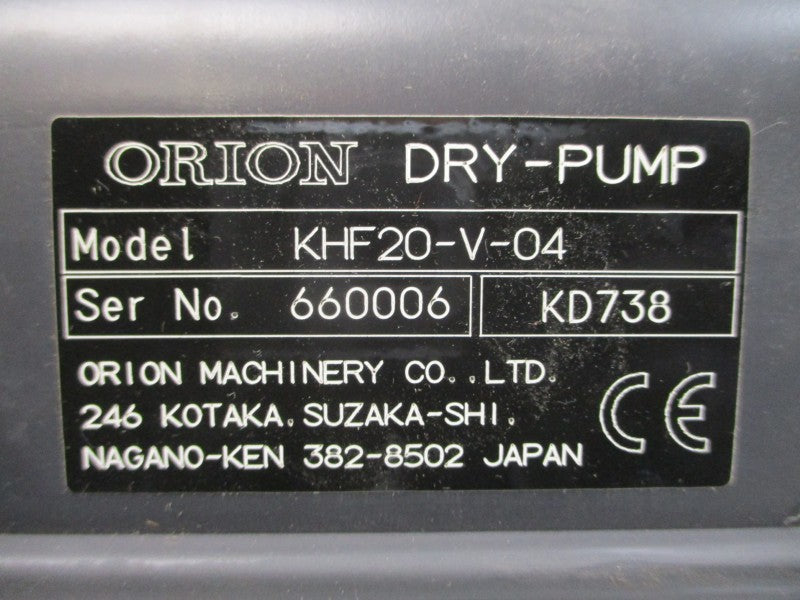 ORION DRY-PUMP
Model KHF20-V-04
Ser No. 660006 KD738
ORION MACHINERY CO.,LTD.
246 KOTAKA, SUZAKA-SHI,
NAGANO-KEN 382-8502 JAPAN
CE